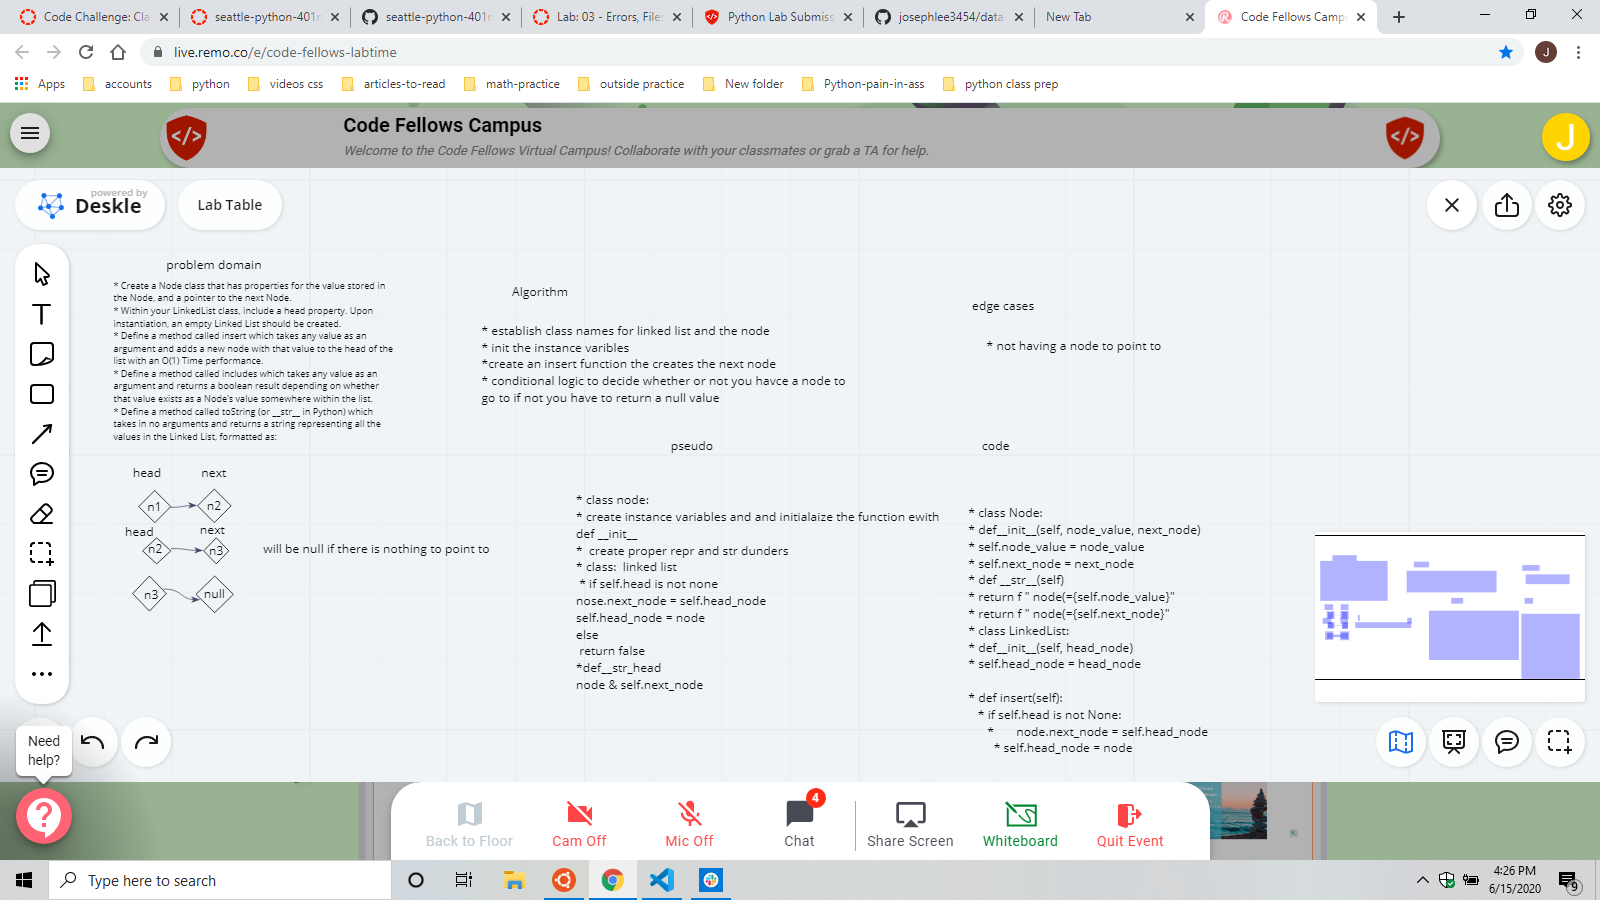 Code Challenge: Cla
seattle-python-401n
seattle-python-401n
Lab: 03 - Errors, Files
Python Lab Submiss
josephlee3454/data-
New Tab
Code Fellows Camp
live.remo.co/e/code-fellows-labtime
J
Apps
accounts
python
videos css
articles-to-read
math-practice
outside practice
New folder
Python-pain-in-ass
python class prep
Code Fellows Campus
Welcome to the Code Fellows Virtual Campus! Collaborate with your classmates or grab a TA for help.
J
powered by
Deskle
Lab Table
problem domain
* Create a Node class that has properties for the value stored in
the Node, and a pointer to the next Node.
* Within your LinkedList class, include a head property. Upon
instantiation, an empty Linked List should be created.
* Define a method called insert which takes any value as an
argument and adds a new node with that value to the head of the
list with an O(1) Time performance.
* Define a method called includes which takes any value as an
argument and returns a boolean result depending on whether
that value exists as a Node's value somewhere within the list.
* Define a method called toString (or __str__ in Python) which
takes in no arguments and returns a string representing all the
values in the Linked List, formatted as:
Algorithm
* establish class names for linked list and the node
* init the instance varibles
*create an insert function the creates the next node
* conditional logic to decide whether or not you havce a node to
go to if not you have to return a null value
edge cases
* not having a node to point to
head next
n1 n2
head next
n2 n3
n3 null
will be null if there is nothing to point to
pseudo
* class node:
* create instance variables and and initialaize the function ewith
def __init__
*  create proper repr and str dunders
* class:  linked list
* if self.head is not none
nose.next_node = self.head_node
self.head_node = node
else
return false
*def__str_head
node & self.next_node
code
* class Node:
* def__init__(self, node_value, next_node)
* self.node_value = node_value
* self.next_node = next_node
* def __str__(self)
* return f " node(={self.node_value}"
* return f " node(={self.next_node}"
* class LinkedList:
* def__init__(self, head_node)
* self.head_node = head_node
* def insert(self):
* if self.head is not None:
*      node.next_node = self.head_node
* self.head_node = node
Need
help?
Back to Floor
Cam Off
Mic Off
4
Chat
Share Screen
Whiteboard
Quit Event
Type here to search
4:26 PM
6/15/2020
9